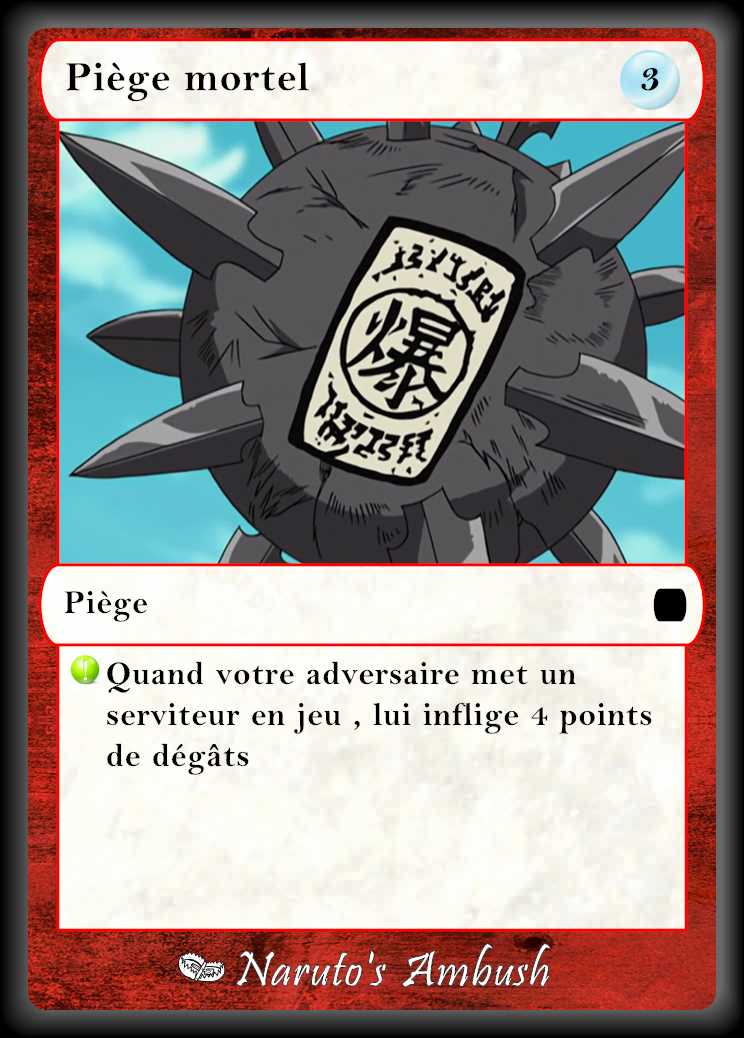 Piège mortel
3
爆
Piège
Quand votre adversaire met un
serviteur en jeu , lui inflige 4 points
de dégâts
Naruto's Ambush